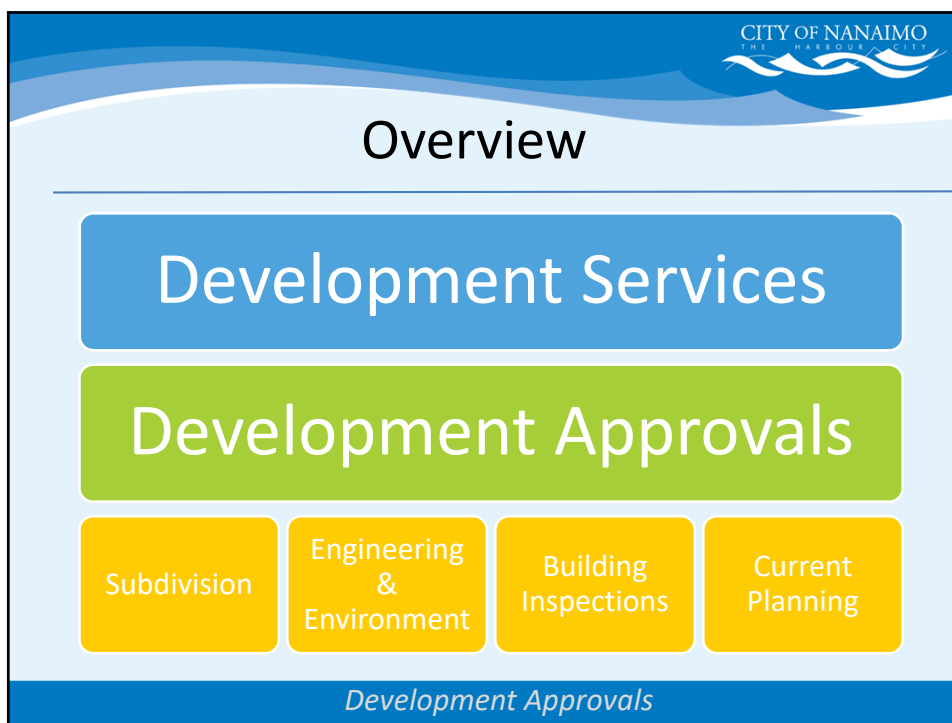 CITY OF NANAIMO
THE HARBOUR CITY
Overview
Development Services
Development Approvals
Subdivision
Engineering
&
Environment
Building
Inspections
Current
Planning
Development Approvals